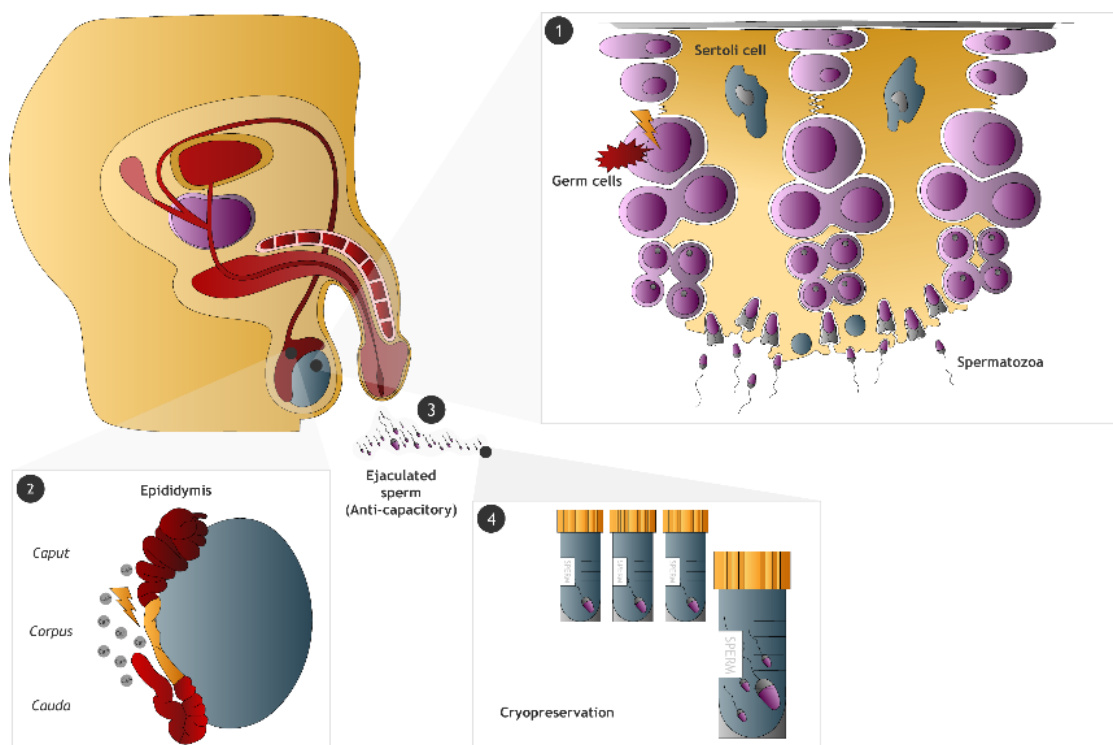 1
Sertoli cell
Germ cells
Spermatozoa
3
Ejaculated
sperm
(Anti-capacitory)
2
Epididymis
Caput
Corpus
Cauda
4
SPERM
SPERM
SPERM
SPERM
Cryopreservation